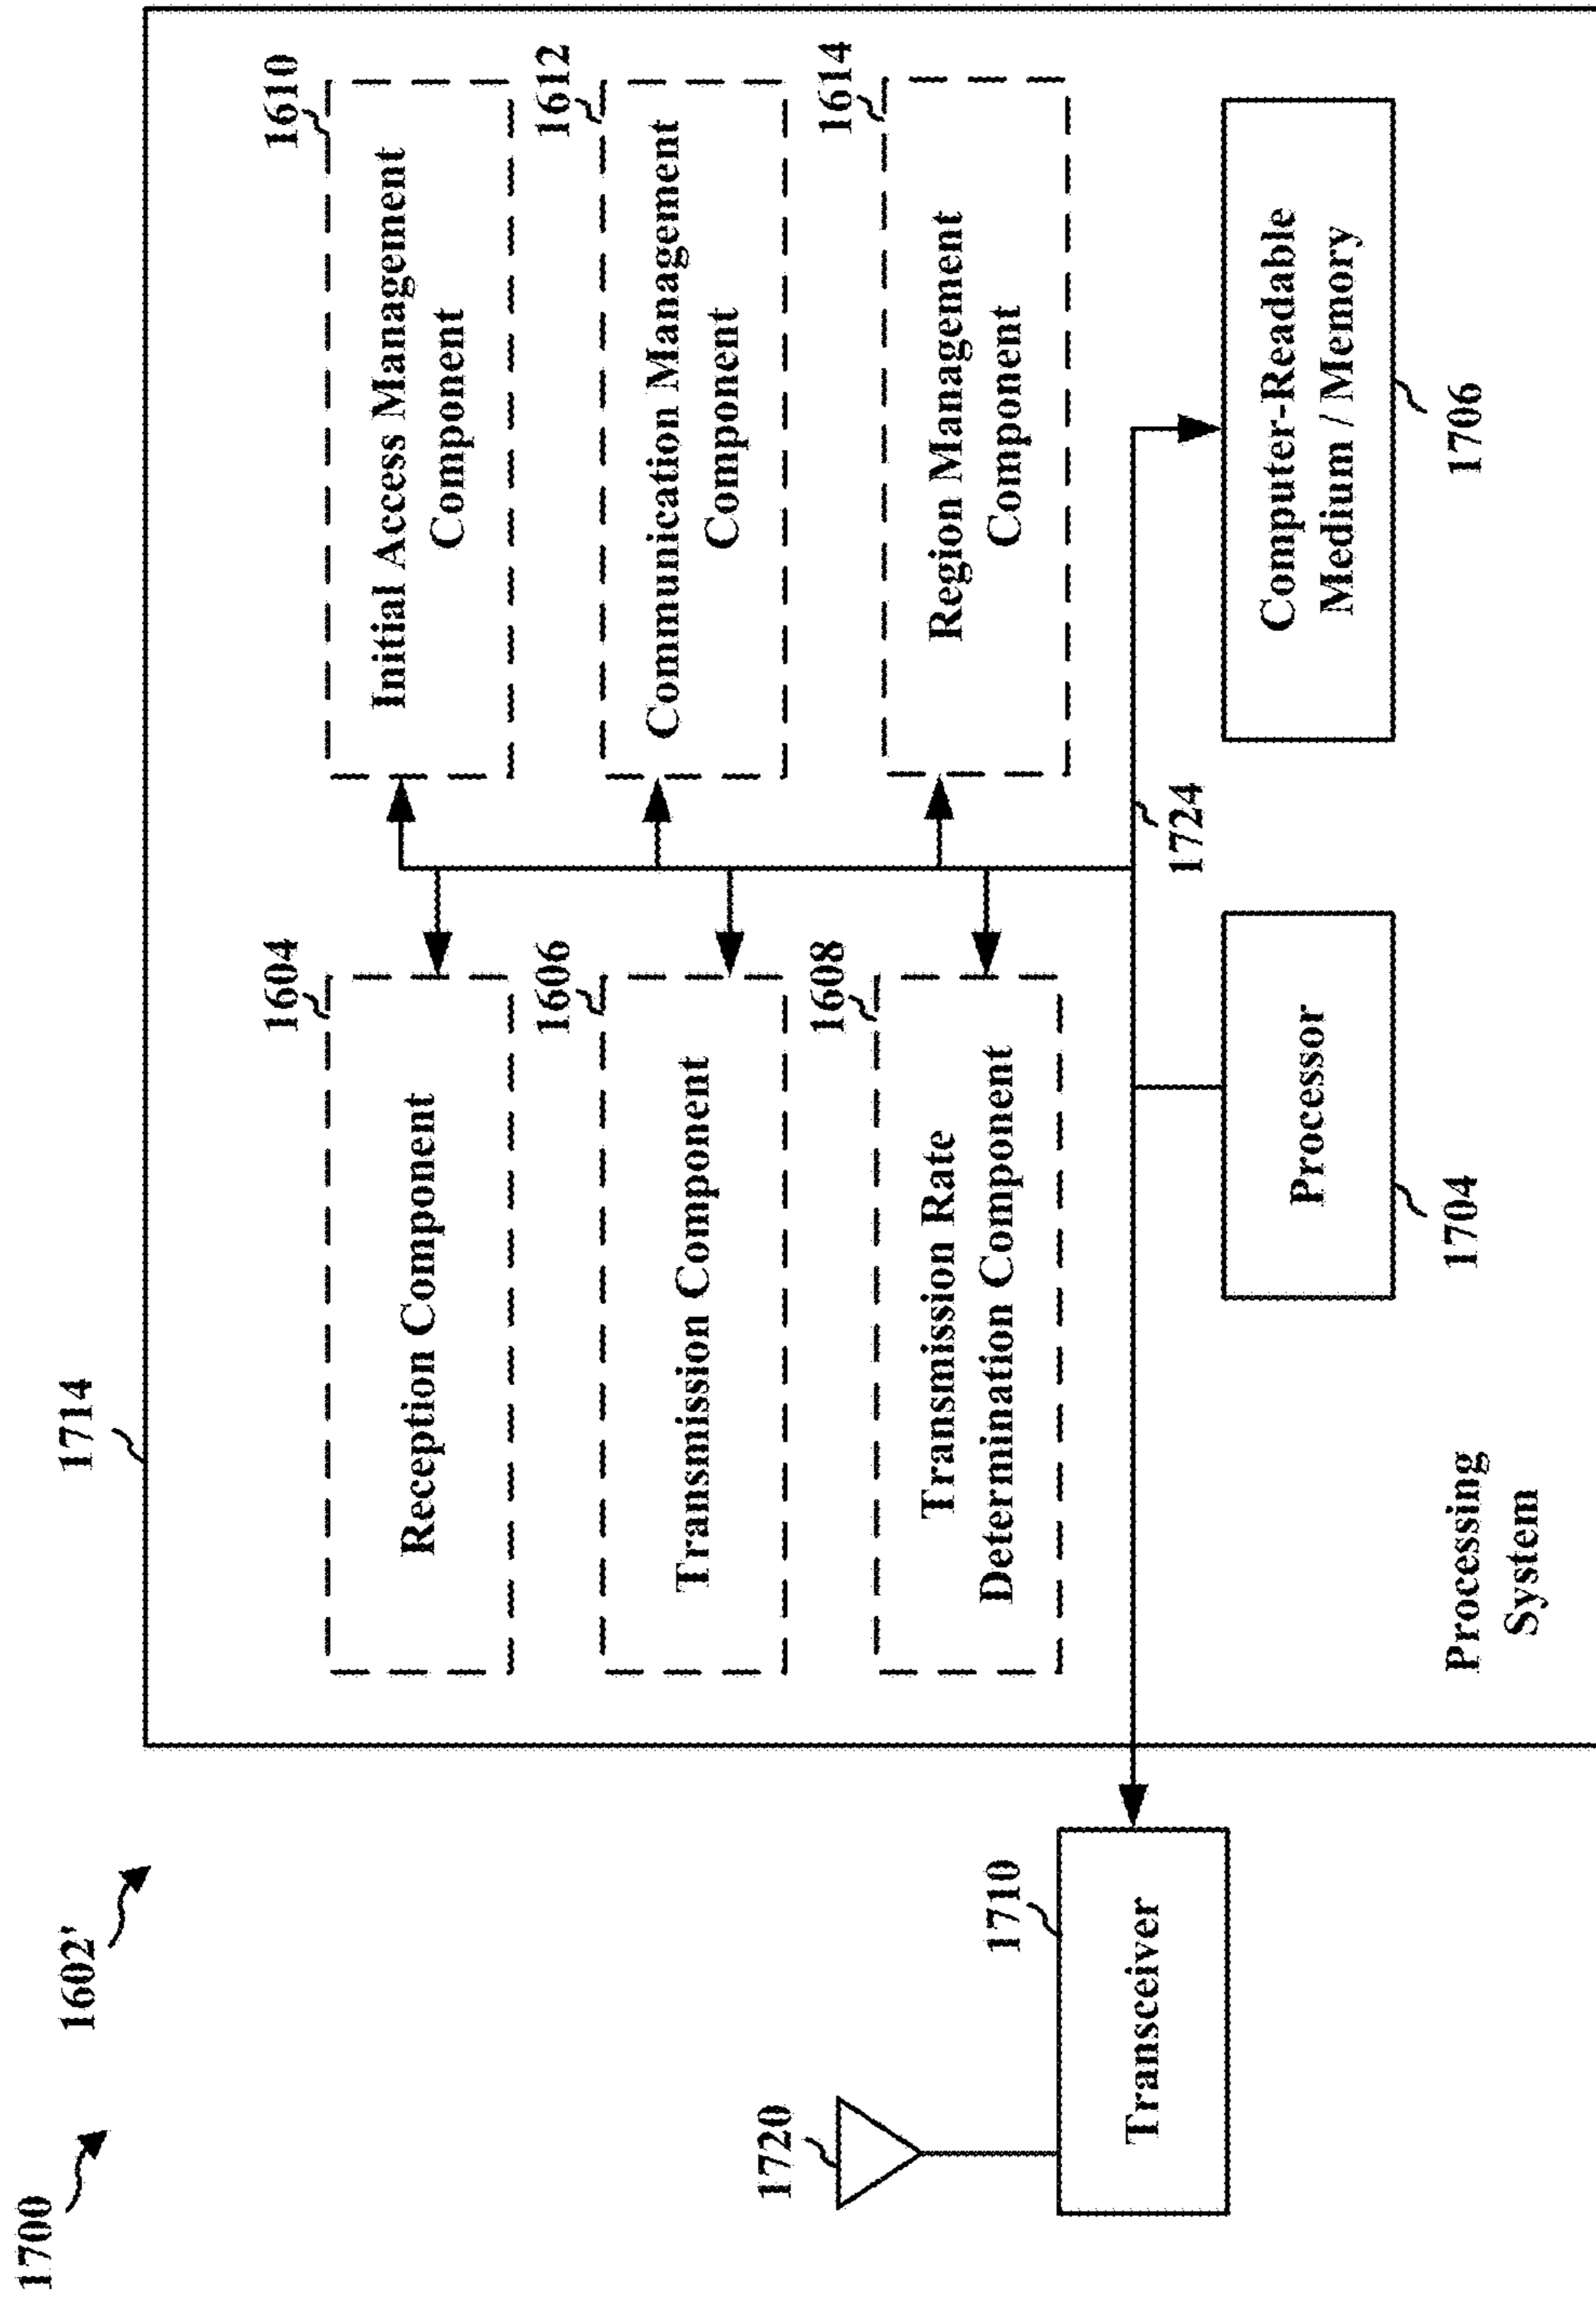 1700
1602'
1714
1604
Reception Component
1610
Initial Access Management
Component
1606
Transmission Component
1612
Communication Management
Component
1608
Transmission Rate
Determination Component
1614
Region Management
Component
1720
1710
Transceiver
1724
Processor
1704
Computer-Readable
Medium / Memory
1706
Processing
System